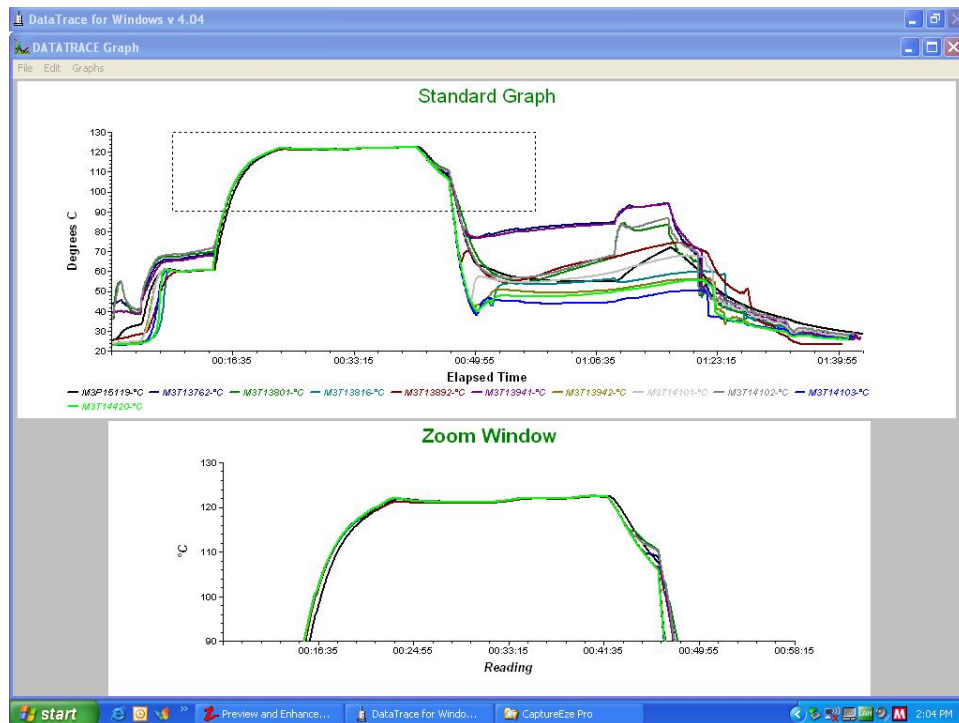 DataTrace for Windows v 4.04
DATATRACE Graph
File Edit Graphs
Standard Graph
130
120
110
100
90
80
70
60
50
40
30
20
Degrees C
00:16:35 00:33:15 00:49:55 01:06:35 01:23:15 01:39:55
Elapsed Time
M3P15119-°C M3T13762-°C M3T13801-°C M3T13816-°C M3T13892-°C M3T13941-°C M3T13942-°C M3T14101-°C M3T14102-°C M3T14103-°C
M3T14420-°C
Zoom Window
130
120
110
100
90
°C
00:16:35 00:24:55 00:33:15 00:41:35 00:49:55 00:58:15
Reading
start Preview and Enhance... DataTrace for Windo... CaptureEze Pro 2:04 PM